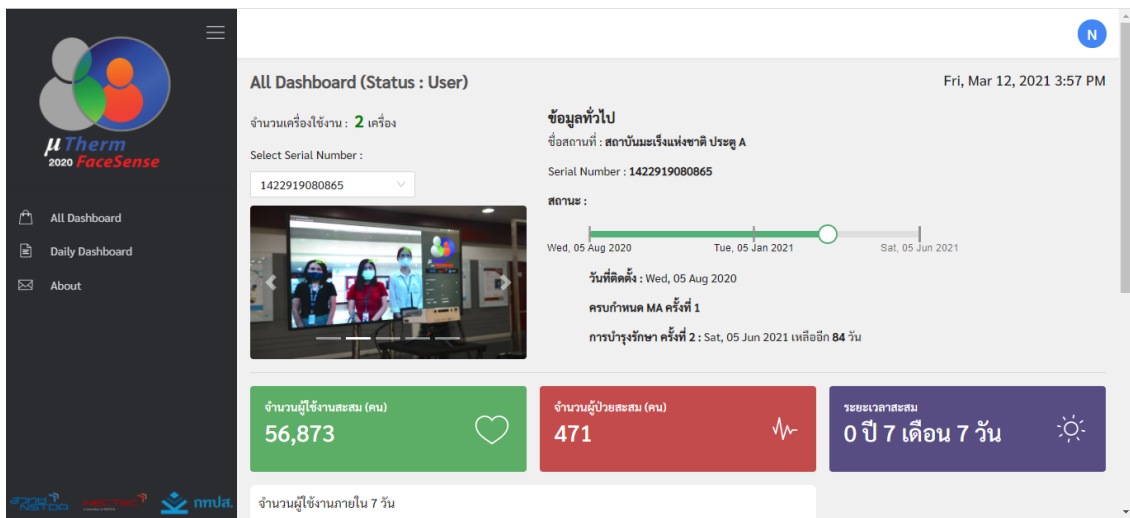 N
μ Therm
2020 FaceSense
All Dashboard
Daily Dashboard
About
สวทช
NSTDA
NECTEC
กทปส.
All Dashboard (Status : User)
Fri, Mar 12, 2021 3:57 PM
จำนวนเครื่องใช้งาน : 2 เครื่อง
Select Serial Number :
1422919080865
ข้อมูลทั่วไป
ชื่อสถานที่ : สถาบันมะเร็งแห่งชาติ ประตู A
Serial Number : 1422919080865
สถานะ :
Wed, 05 Aug 2020
Tue, 05 Jan 2021
Sat, 05 Jun 2021
วันที่ติดตั้ง : Wed, 05 Aug 2020
ครบกำหนด MA ครั้งที่ 1
การบำรุงรักษา ครั้งที่ 2 : Sat, 05 Jun 2021 เหลืออีก 84 วัน
จำนวนผู้ใช้งานสะสม (คน)
56,873
จำนวนผู้ป่วยสะสม (คน)
471
ระยะเวลาสะสม
0 ปี 7 เดือน 7 วัน
จำนวนผู้ใช้งานภายใน 7 วัน